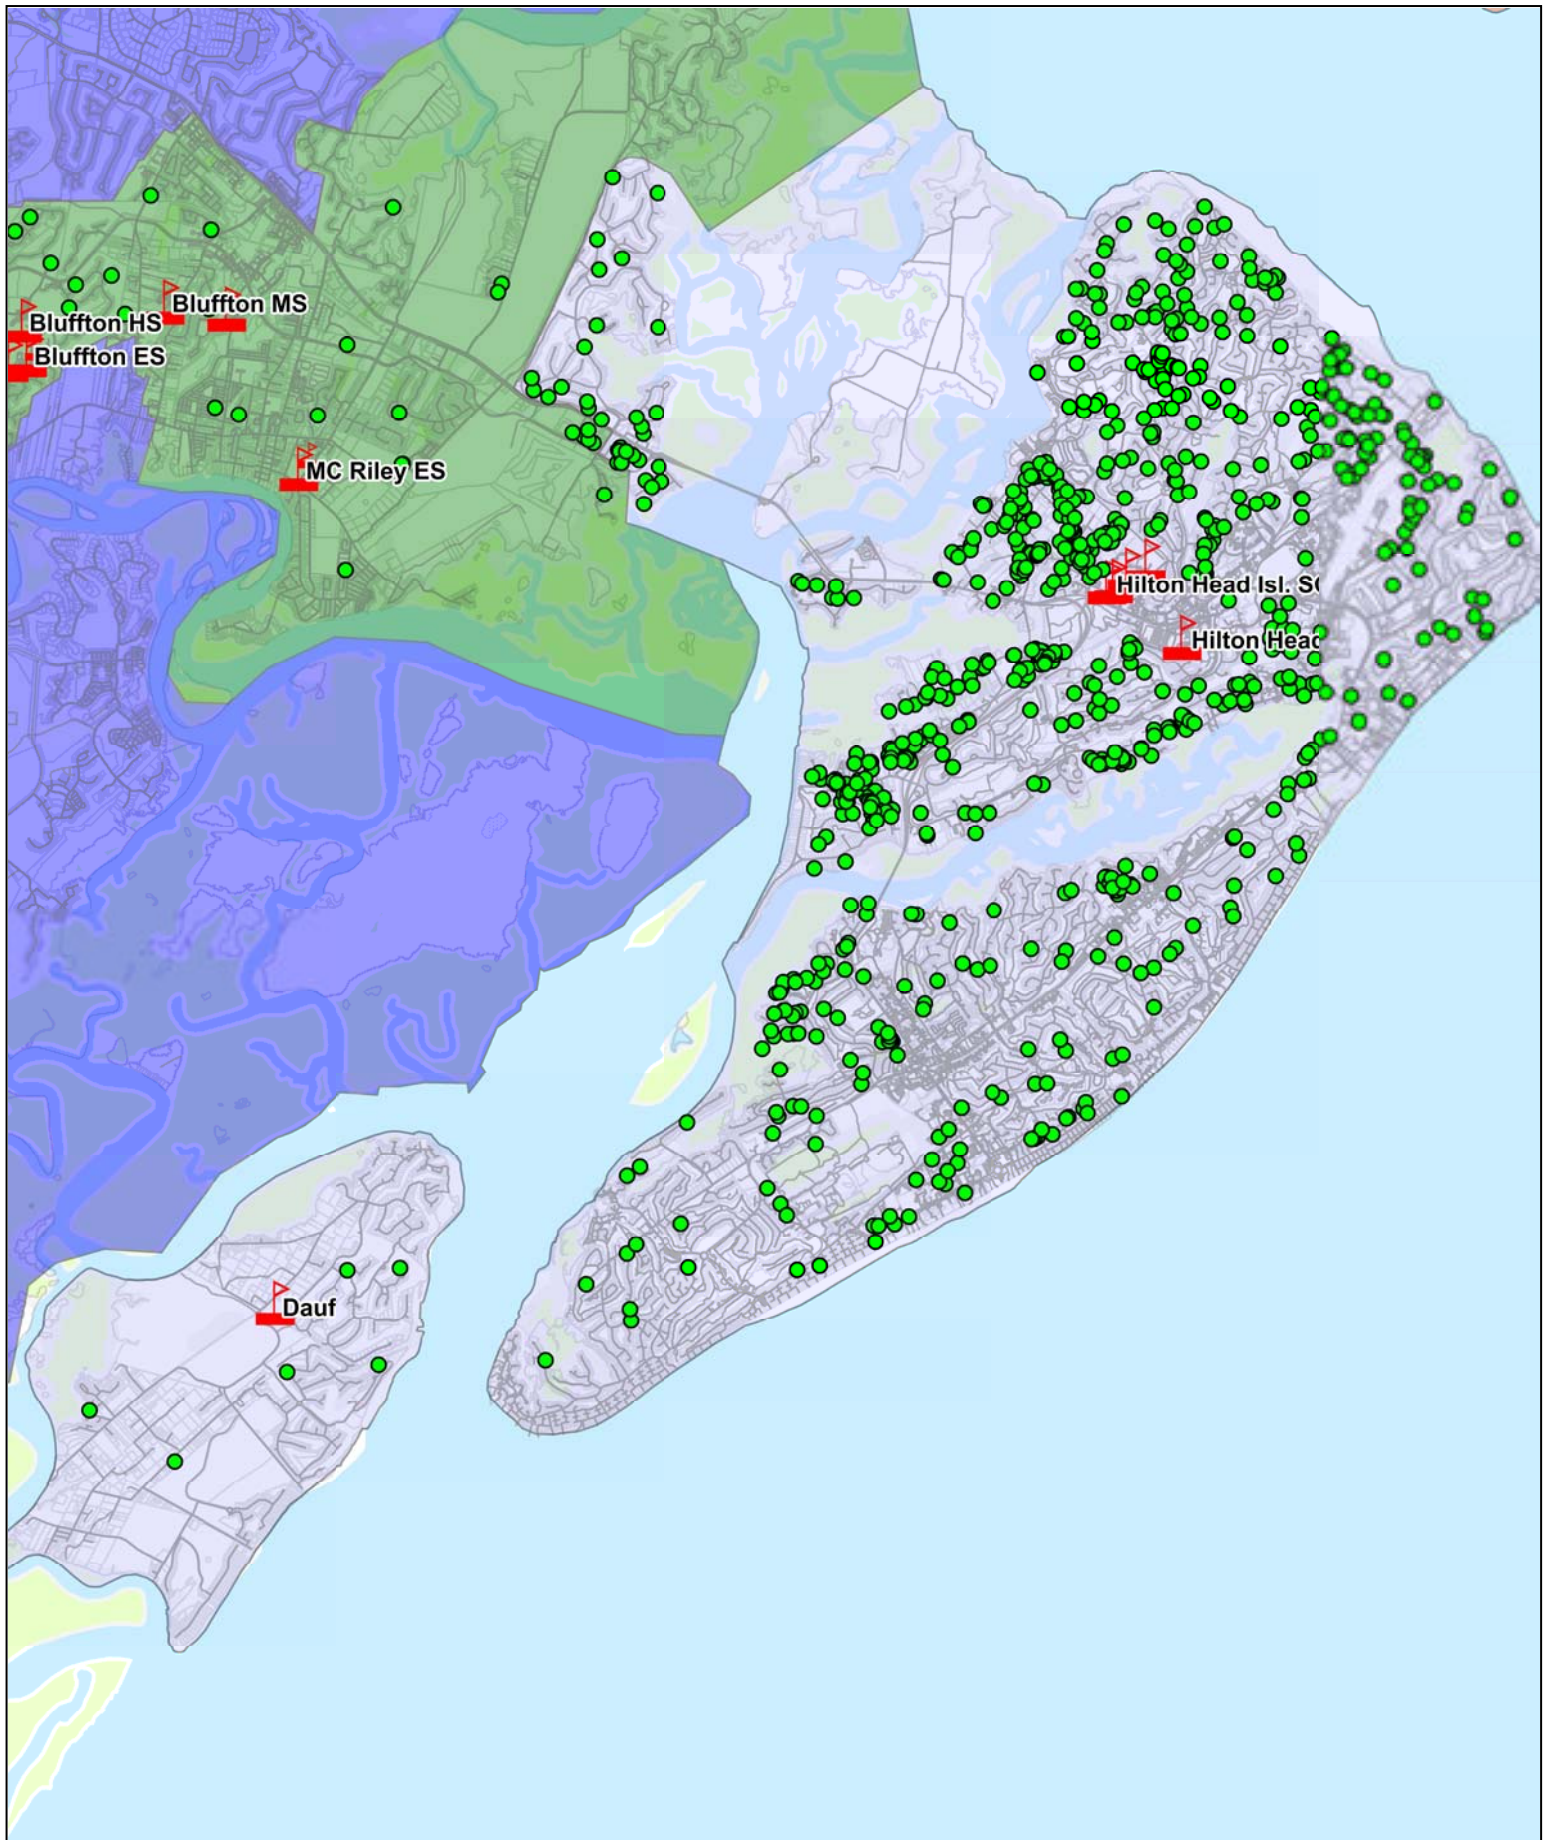 Bluffton MS
Bluffton HS
Bluffton ES
MC Riley ES
Hilton Head Isl. S
Hilton Head
Dauf